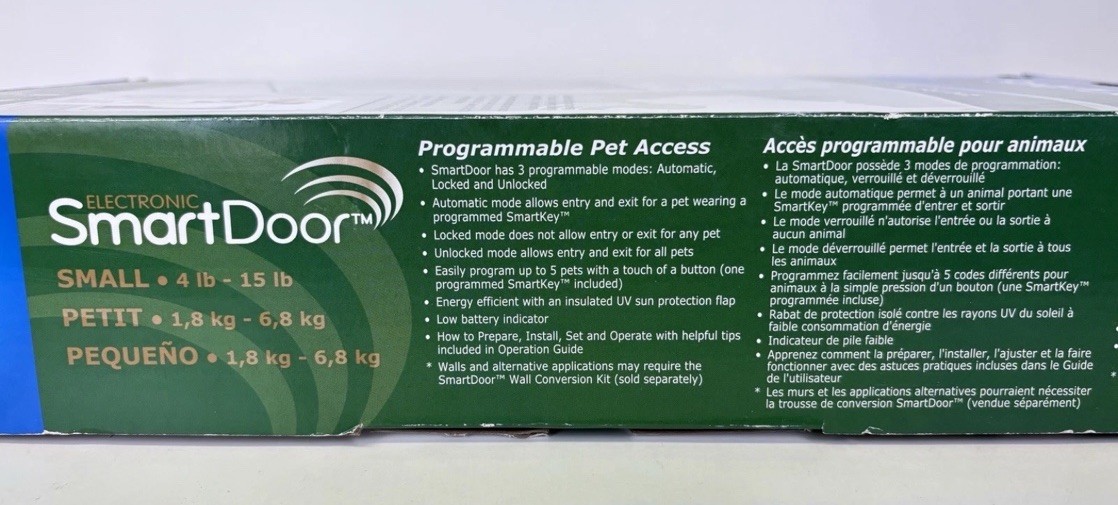 ELECTRONIC
SmartDoor™
SMALL • 4 lb - 15 lb
PETIT • 1,8 kg - 6,8 kg
PEQUEÑO • 1,8 kg - 6,8 kg
Programmable Pet Access
• SmartDoor has 3 programmable modes: Automatic,
Locked and Unlocked
• Automatic mode allows entry and exit for a pet wearing a
programmed SmartKey™
• Locked mode does not allow entry or exit for any pet
• Unlocked mode allows entry and exit for all pets
• Easily program up to 5 pets with a touch of a button (one
programmed SmartKey™ included)
• Energy efficient with an insulated UV sun protection flap
• Low battery indicator
• How to Prepare, Install, Set and Operate with helpful tips
included in Operation Guide
* Walls and alternative applications may require the
SmartDoor™ Wall Conversion Kit (sold separately)
Accès programmable pour animaux
• La SmartDoor possède 3 modes de programmation:
automatique, verrouillé et déverrouillé
• Le mode automatique permet à un animal portant une
SmartKey™ programmée d'entrer et sortir
• Le mode verrouillé n'autorise l'entrée ou la sortie à
aucun animal
• Le mode déverrouillé permet l'entrée et la sortie à tous
les animaux
• Programmez facilement jusqu'à 5 codes différents pour
animaux à la simple pression d'un bouton (une SmartKey™
programmée incluse)
• Rabat de protection isolé contre les rayons UV du soleil à
faible consommation d'énergie
• Indicateur de pile faible
• Apprenez comment la préparer, l'installer, l'ajuster et la faire
fonctionner avec des astuces pratiques incluses dans le Guide
de l'utilisateur
* Les murs et les applications alternatives pourraient nécessiter
la trousse de conversion SmartDoor™ (vendue séparément)